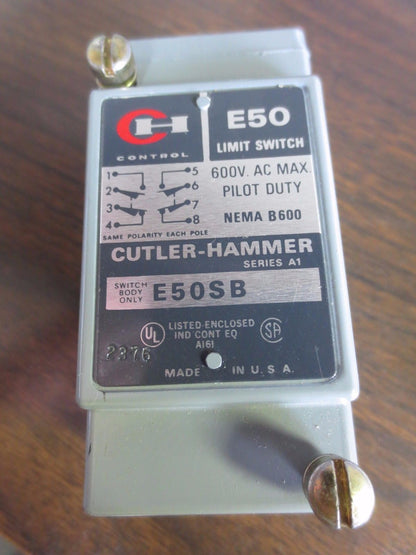 CH
CONTROL
E50
LIMIT SWITCH
1 5
2 6
3 7
4 8
SAME POLARITY EACH POLE
600V. AC MAX.
PILOT DUTY
NEMA B600
CUTLER-HAMMER
SERIES A1
SWITCH
BODY
ONLY
E50SB
UL
LISTED ENCLOSED
IND CONT EQ
A161
SA
2376
MADE IN U.S.A.